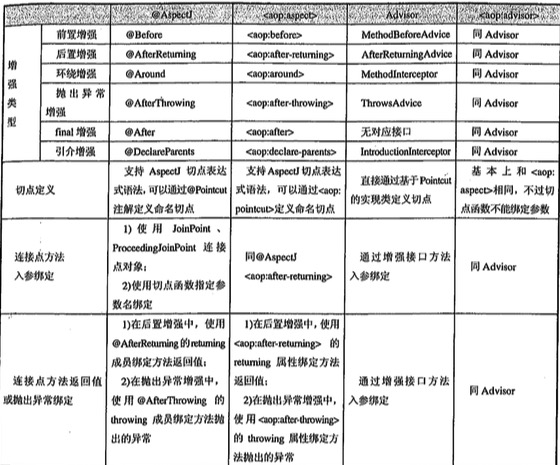 @AspectJ <aop:aspect> Advisor <aop:advisor>
增强类型
前置增强 @Before <aop:before> MethodBeforeAdvice 同 Advisor
后置增强 @AfterReturning <aop:after-returning> AfterReturningAdvice 同 Advisor
环绕增强 @Around <aop:around> MethodInterceptor 同 Advisor
抛出异常
增强 @AfterThrowing <aop:after-throwing> ThrowsAdvice 同 Advisor
final 增强 @After <aop:after> 无对应接口 同 Advisor
引介增强 @DeclareParents <aop:declare-parents> IntroductionInterceptor 同 Advisor
切点定义
支持 AspectJ 切点表达
式语法，可以通过@Pointcut
注解定义命名切点
支持 AspectJ 切点表达
式语法，可以通过<aop:
pointcut>定义命名切点
直接通过基于 Pointcut
的实现类定义切点
基本上和<aop:
aspect>相同，不过切
点函数不能绑定参数
连接点方法
入参绑定
1）使用 JoinPoint、
ProceedingJoinPoint 连接
点对象；
2)使用切点函数指定参
数名绑定
同@AspectJ
<aop:after-returning>
通过增强接口方法
入参绑定
同 Advisor
连接点方法返回值
或抛出异常绑定
1)在后置增强中，使用
@AfterReturning 的 returning
成员绑定方法返回值；
2)在抛出异常增强中，
使用@AfterThrowing 的
throwing 成员绑定方法抛
出的异常
1)在后置增强中，使用
<aop:after-returning> 的
returning 属性绑定方法
返回值；
2)在抛出异常增强中，
使用<aop:after-throwing>
的 throwing 属性绑定方
法抛出的异常
通过增强接口方法
入参绑定
同 Advisor